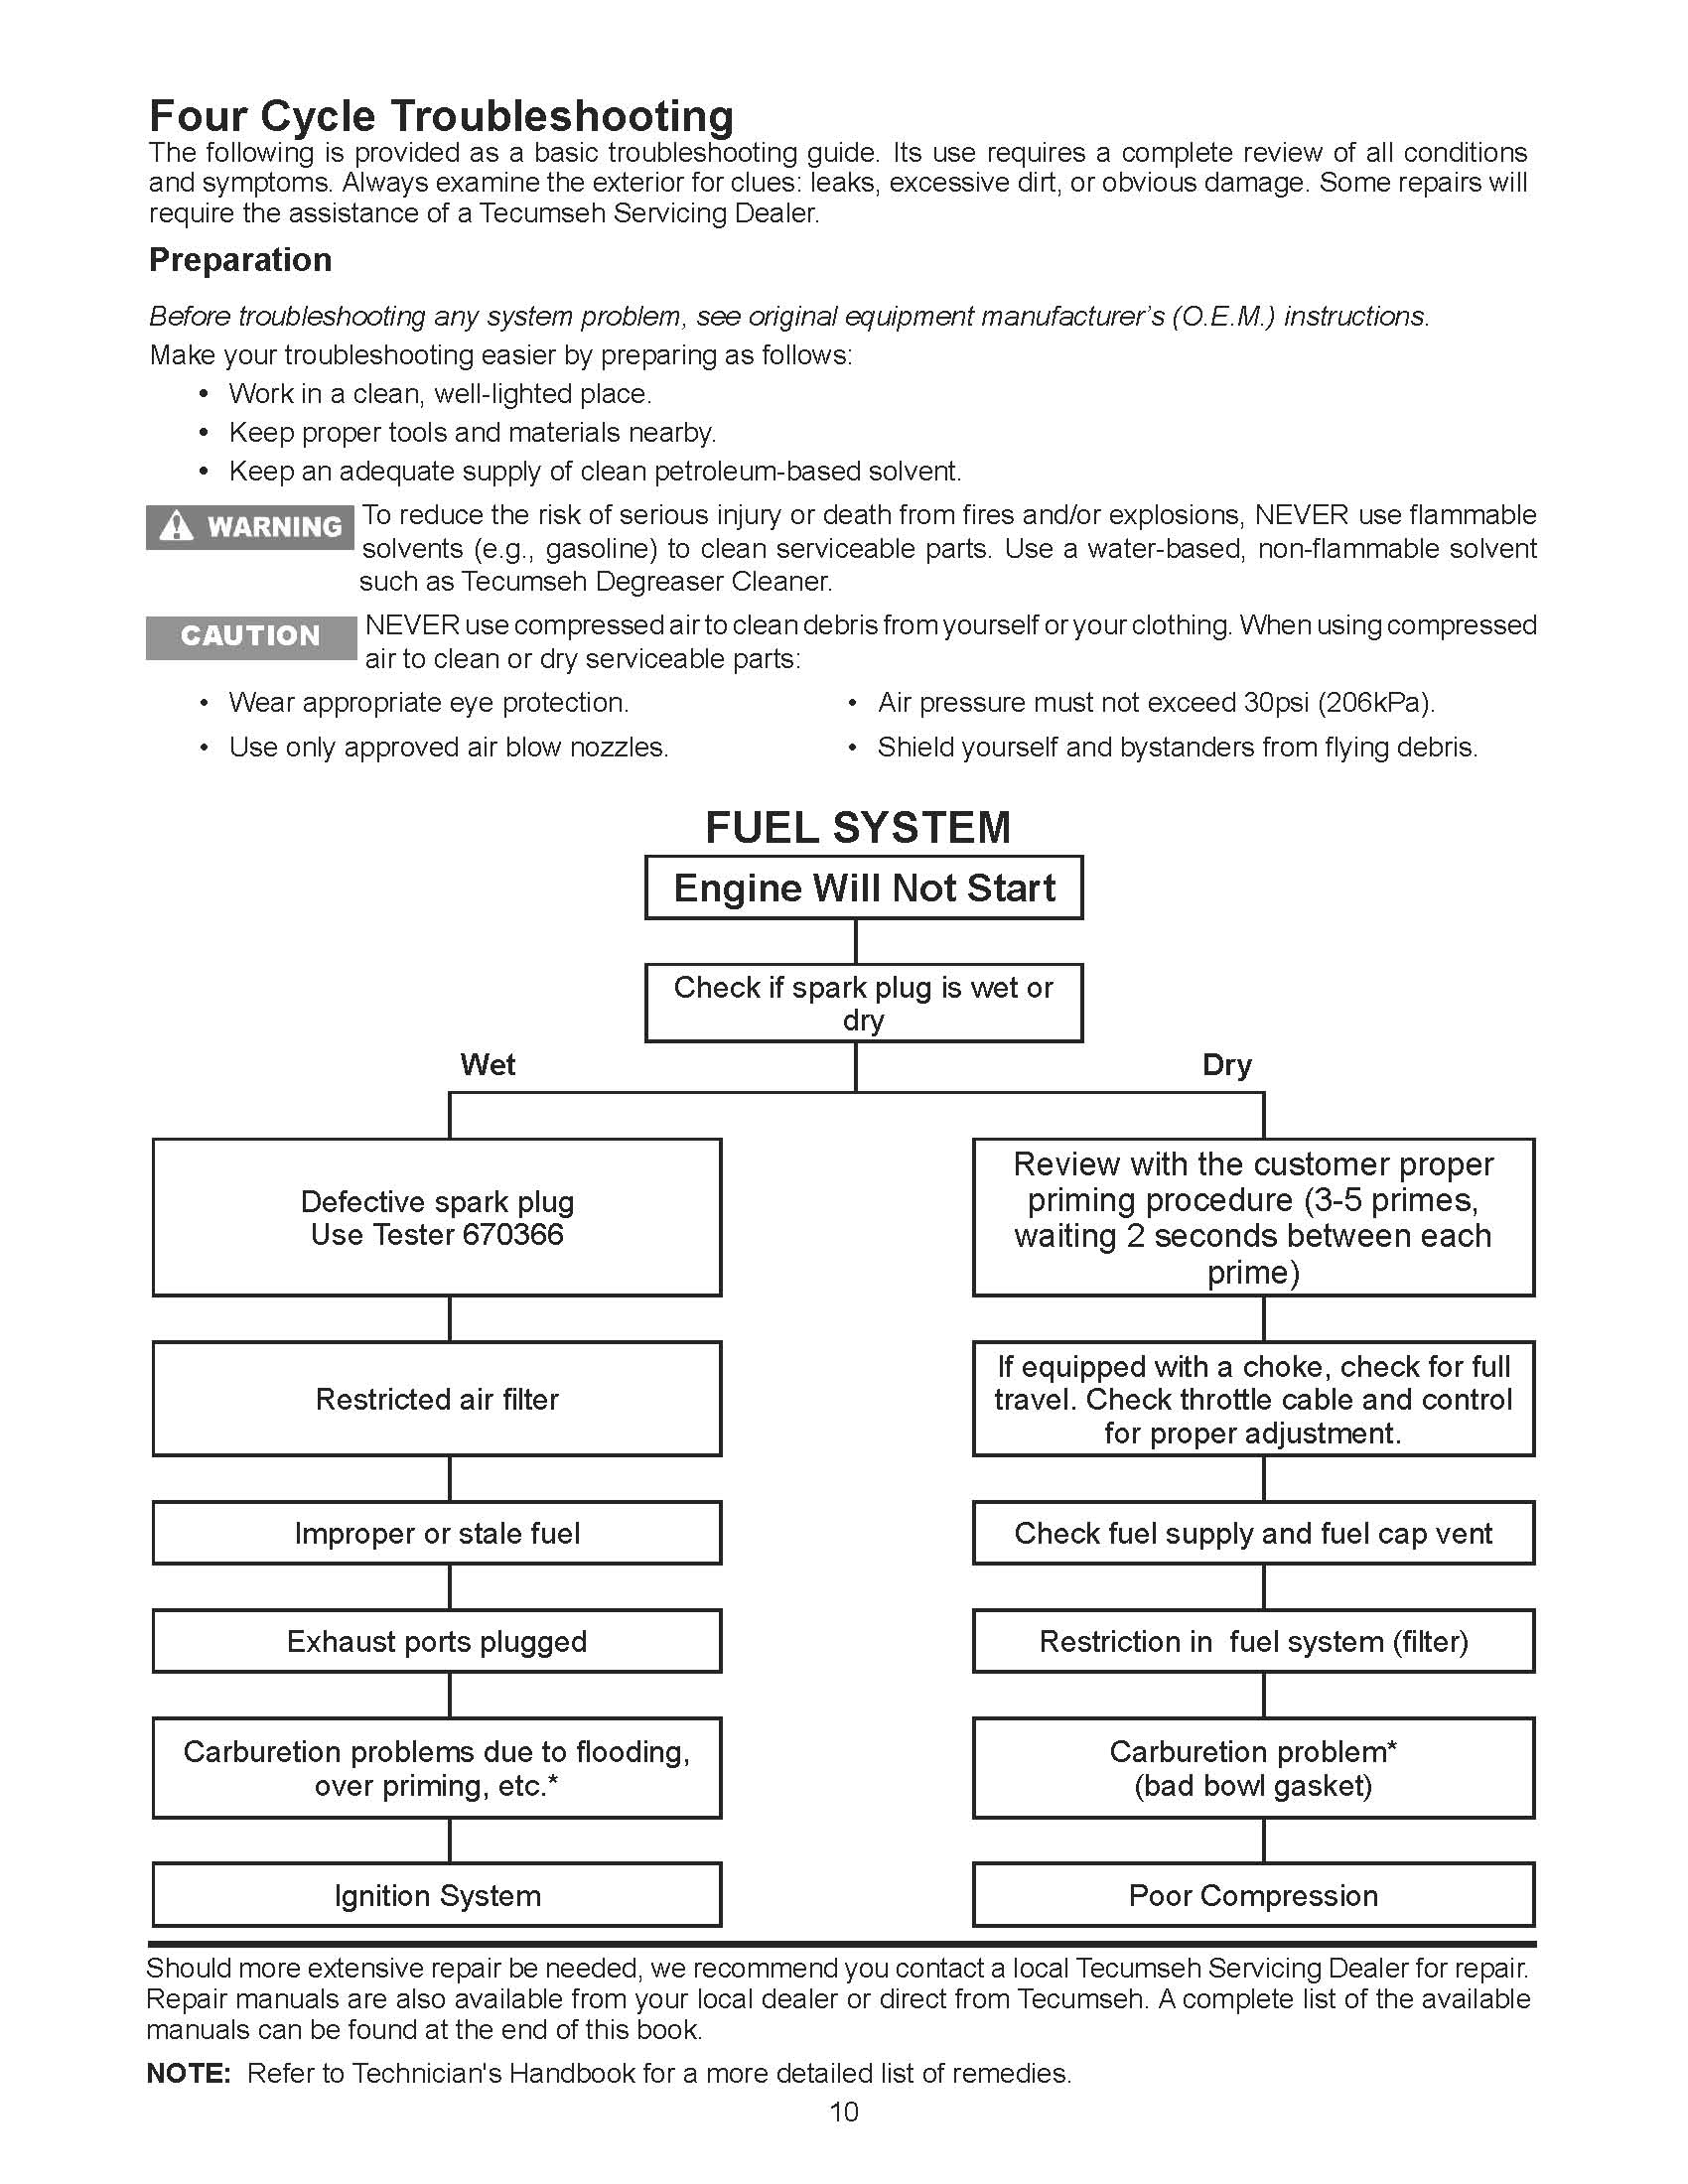 Four Cycle Troubleshooting
The following is provided as a basic troubleshooting guide. Its use requires a complete review of all conditions
and symptoms. Always examine the exterior for clues: leaks, excessive dirt, or obvious damage. Some repairs will
require the assistance of a Tecumseh Servicing Dealer.
Preparation
Before troubleshooting any system problem, see original equipment manufacturer's (O.E.M.) instructions.
Make your troubleshooting easier by preparing as follows:
• Work in a clean, well-lighted place.
• Keep proper tools and materials nearby.
• Keep an adequate supply of clean petroleum-based solvent.
WARNING To reduce the risk of serious injury or death from fires and/or explosions, NEVER use flammable
solvents (e.g., gasoline) to clean serviceable parts. Use a water-based, non-flammable solvent
such as Tecumseh Degreaser Cleaner.
CAUTION NEVER use compressed air to clean debris from yourself or your clothing. When using compressed
air to clean or dry serviceable parts:
• Wear appropriate eye protection.
• Use only approved air blow nozzles.
• Air pressure must not exceed 30psi (206kPa).
• Shield yourself and bystanders from flying debris.
FUEL SYSTEM
Engine Will Not Start
Check if spark plug is wet or
dry
Wet
Defective spark plug
Use Tester 670366
Restricted air filter
Improper or stale fuel
Exhaust ports plugged
Carburetion problems due to flooding,
over priming, etc.*
Ignition System
Dry
Review with the customer proper
priming procedure (3-5 primes,
waiting 2 seconds between each
prime)
If equipped with a choke, check for full
travel. Check throttle cable and control
for proper adjustment.
Check fuel supply and fuel cap vent
Restriction in fuel system (filter)
Carburetion problem*
(bad bowl gasket)
Poor Compression
Should more extensive repair be needed, we recommend you contact a local Tecumseh Servicing Dealer for repair.
Repair manuals are also available from your local dealer or direct from Tecumseh. A complete list of the available
manuals can be found at the end of this book.
NOTE: Refer to Technician's Handbook for a more detailed list of remedies.
10